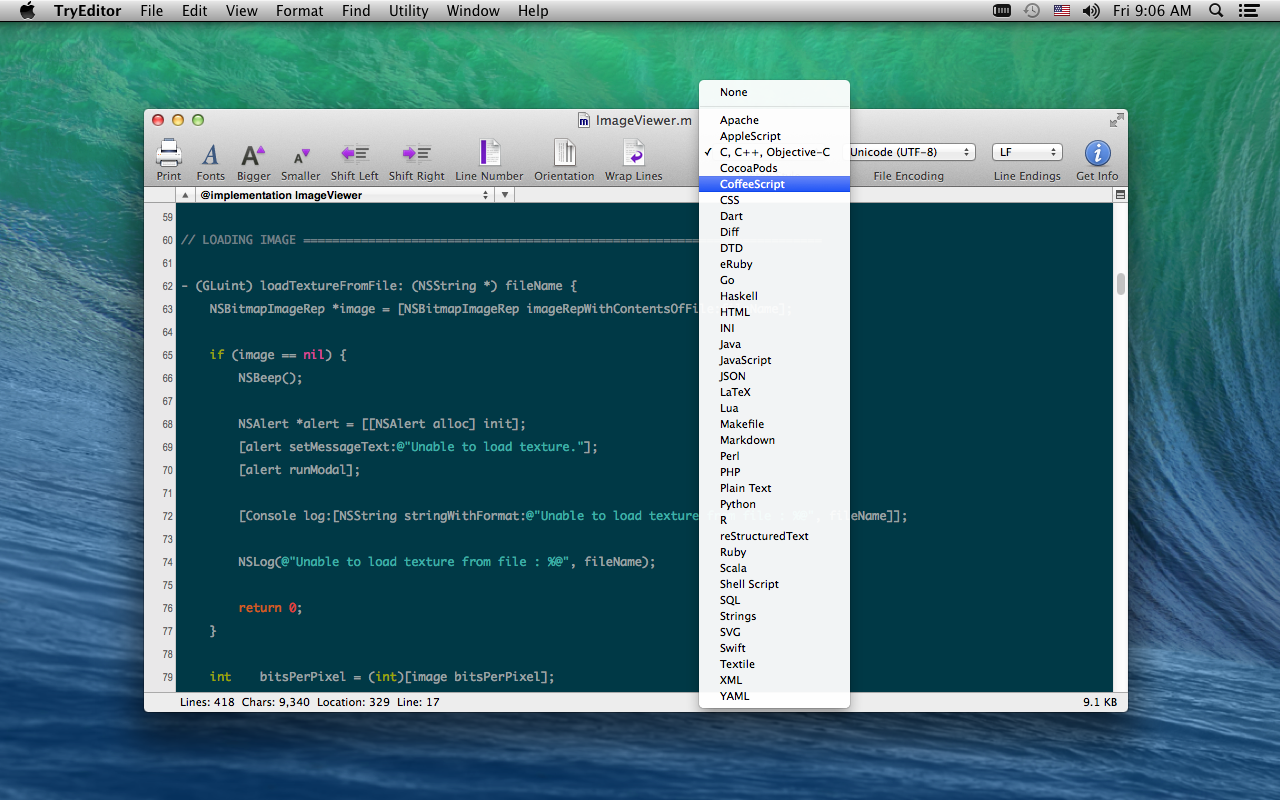 TryEditor File Edit View Format Find Utility Window Help Fri 9:06 AM
ImageViewer.m
Print Fonts Bigger Smaller Shift Left Shift Right Line Number Orientation Wrap Lines
Unicode (UTF-8) File Encoding
LF Line Endings
Get Info
@implementation ImageViewer
59
60 // LOADING IMAGE
61
62 - (GLuint) loadTextureFromFile: (NSString *) fileName {
63 NSBitmapImageRep *image = [NSBitmapImageRep imageRepWithContentsOfFile
64
65 if (image == nil) {
66 NSBeep();
67
68 NSAlert *alert = [[NSAlert alloc] init];
69 [alert setMessageText:@"Unable to load texture."];
70 [alert runModal];
71
72 [Console log:[NSString stringWithFormat:@"Unable to load texture fileName]];
73
74 NSLog(@"Unable to load texture from file : %@", fileName);
75
76 return 0;
77 }
78
79 int bitsPerPixel = (int)[image bitsPerPixel];
Lines: 418 Chars: 9,340 Location: 329 Line: 17
9.1 KB
None
Apache
AppleScript
✓ C, C++, Objective-C
CocoaPods
CoffeeScript
CSS
Dart
Diff
DTD
eRuby
Go
Haskell
HTML
INI
Java
JavaScript
JSON
LaTeX
Lua
Makefile
Markdown
Perl
PHP
Plain Text
Python
R
reStructuredText
Ruby
Scala
Shell Script
SQL
Strings
SVG
Swift
Textile
XML
YAML